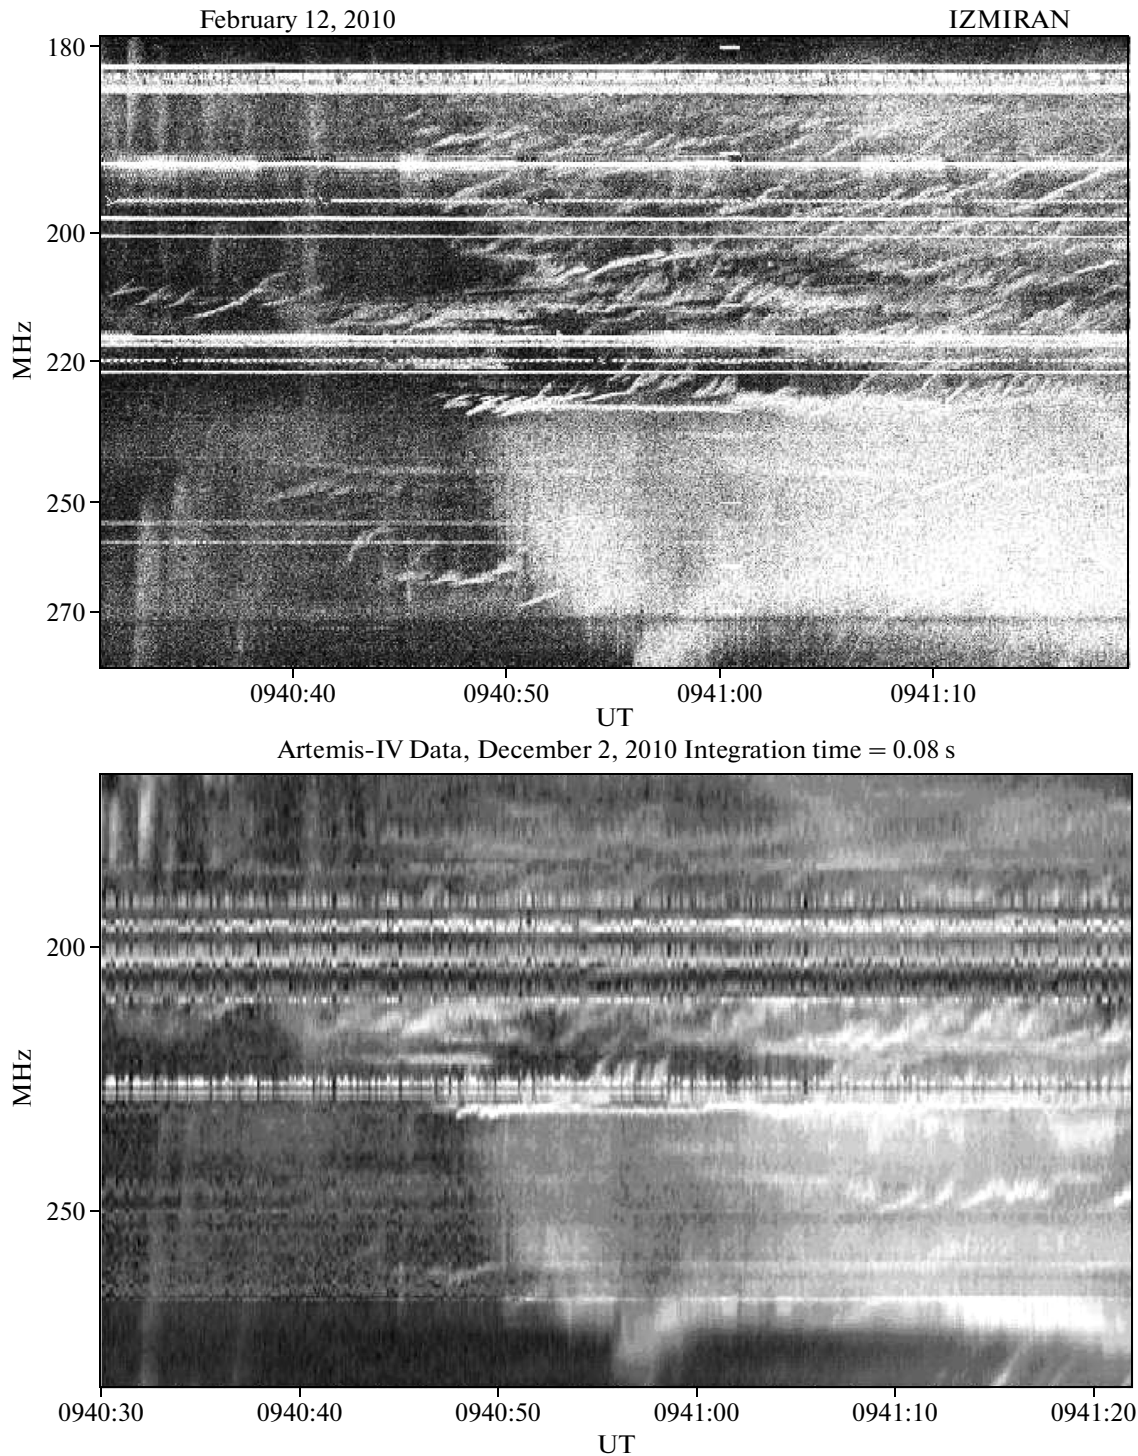 February 12, 2010 IZMIRAN
180
200
220
250
270
MHz
0940:40 0940:50 0941:00 0941:10
UT
Artemis-IV Data, December 2, 2010 Integration time = 0.08 s
200
250
MHz
0940:30 0940:40 0940:50 0941:00 0941:10 0941:20
UT